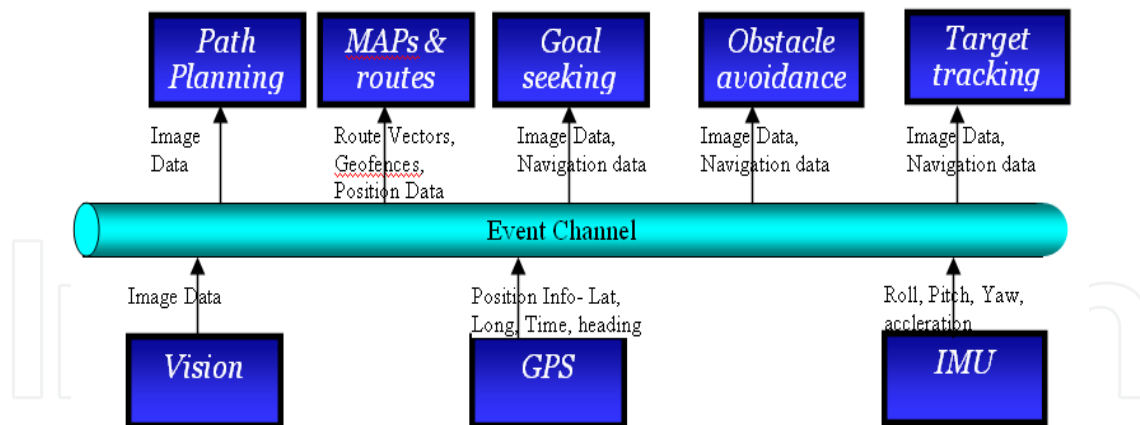 Path
Planning
MAPs &
routes
Goal
seeking
Obstacle
avoidance
Target
tracking
Image
Data
Route Vectors,
Geofences,
Position Data
Image Data,
Navigation data
Image Data,
Navigation data
Image Data,
Navigation data
Event Channel
Image Data
Position Info- Lat,
Long, Time, heading
Roll, Pitch, Yaw,
accleration
Vision
GPS
IMU